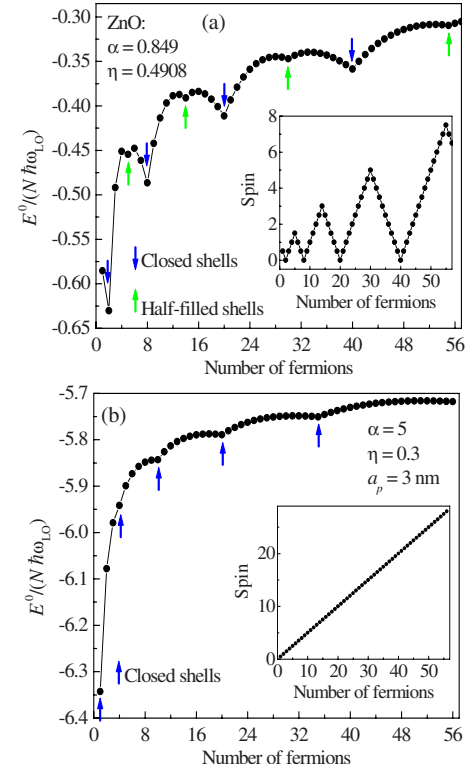 -0.30
(a)
ZnO:
α = 0.849
η = 0.4908
-0.35
-0.40
-0.45
-0.50
-0.55
-0.60
-0.65
E⁰/(N ħω_LO)
Closed shells
Half-filled shells
8
6
4
2
0
Spin
0 10 20 30 40 50
Number of fermions
0 8 16 24 32 40 48 56
Number of fermions
-5.7
(b)
α = 5
η = 0.3
a_p = 3 nm
-5.8
-5.9
-6.0
-6.1
-6.2
-6.3
-6.4
E⁰/(N ħω_LO)
Closed shells
20
10
0
Spin
0 10 20 30 40 50
Number of fermions
0 8 16 24 32 40 48 56
Number of fermions